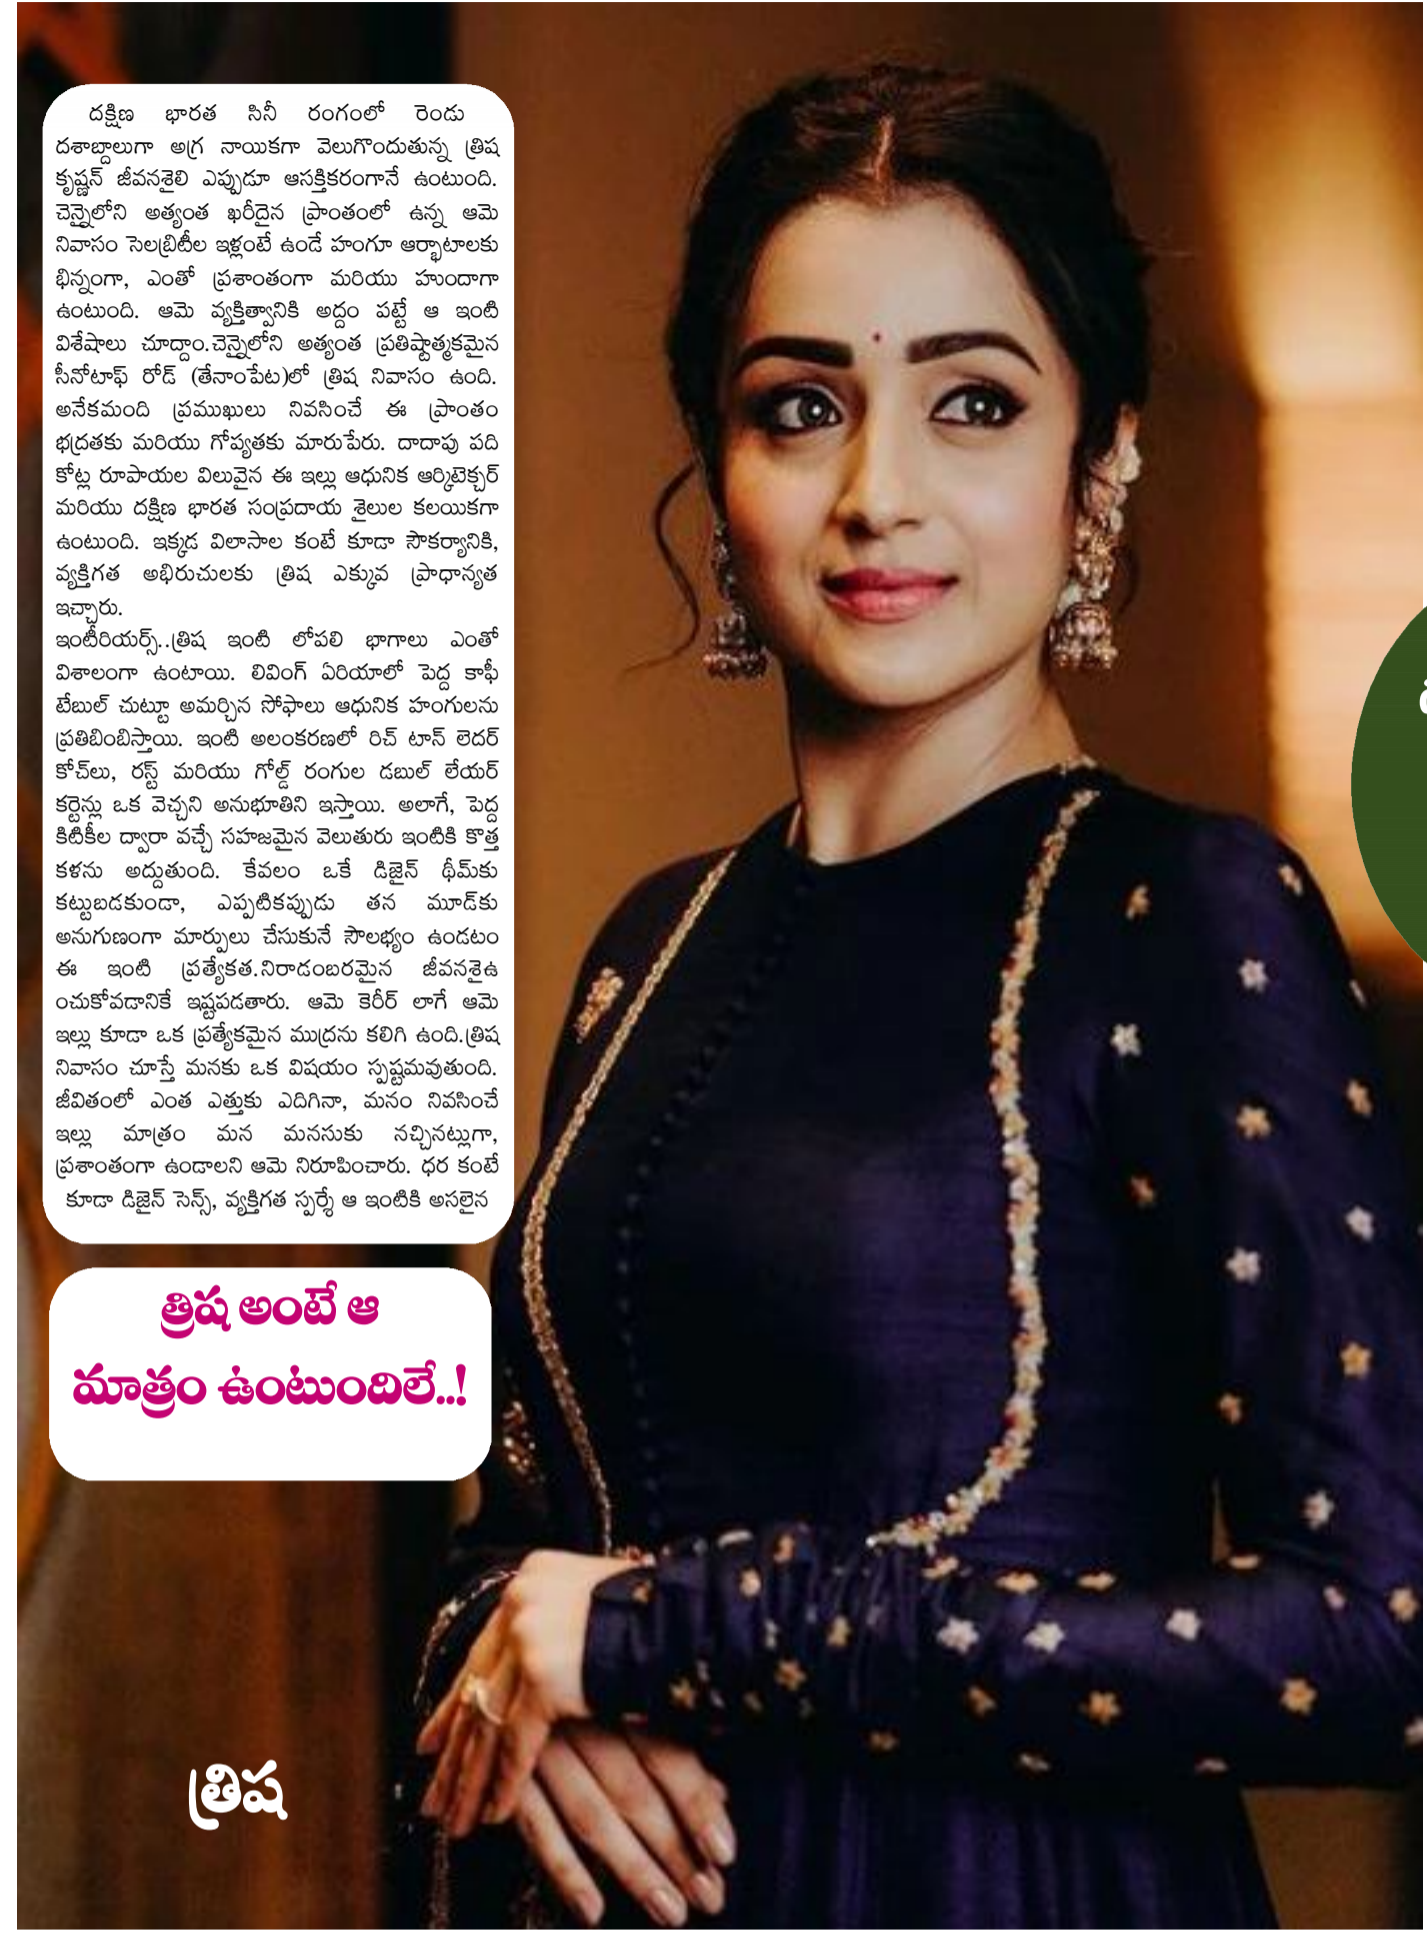 దక్షిణ భారత సినీ రంగంలో రెండు
దశాబ్దాలుగా అగ్ర నాయికగా వెలుగొందుతున్న త్రిష
కృష్ణన్ జీవనశైలి ఎప్పుడూ ఆసక్తికరంగానే ఉంటుంది.
చెన్నైలోని అత్యంత ఖరీదైన ప్రాంతంలో ఉన్న ఆమె
నివాసం సెలబ్రిటీల ఇళ్లంటే ఉండే హంగూ ఆర్భాటాలకు
భిన్నంగా, ఎంతో ప్రశాంతంగా మరియు హుందాగా
ఉంటుంది. ఆమె వ్యక్తిత్వానికి అద్దం పట్టే ఆ ఇంటి
విశేషాలు చూద్దాం.చెన్నైలోని అత్యంత ప్రతిష్టాత్మకమైన
సీనోటాఫ్ రోడ్ (తేనాంపేట)లో త్రిష నివాసం ఉంది.
అనేకమంది ప్రముఖులు నివసించే ఈ ప్రాంతం
భద్రతకు మరియు గోప్యతకు మారుపేరు. దాదాపు పది
కోట్ల రూపాయల విలువైన ఈ ఇల్లు ఆధునిక ఆర్కిటెక్చర్
మరియు దక్షిణ భారత సంప్రదాయ శైలుల కలయికగా
ఉంటుంది. ఇక్కడ విలాసాల కంటే కూడా సౌకర్యానికి,
వ్యక్తిగత అభిరుచులకు త్రిష ఎక్కువ ప్రాధాన్యత
ఇచ్చారు.
ఇంటీరియర్స్..త్రిష ఇంటి లోపలి భాగాలు ఎంతో
విశాలంగా ఉంటాయి. లివింగ్ ఏరియాలో పెద్ద కాఫీ
టేబుల్ చుట్టూ అమర్చిన సోఫాలు ఆధునిక హంగులను
ప్రతిబింబిస్తాయి. ఇంటి అలంకరణలో రిచ్ టాన్ లెదర్
కోచ్‌లు, రస్ట్ మరియు గోల్డ్ రంగుల డబుల్ లేయర్
కర్టెన్లు ఒక వెచ్చని అనుభూతిని ఇస్తాయి. అలాగే, పెద్ద
కిటికీల ద్వారా వచ్చే సహజమైన వెలుతురు ఇంటికి కొత్త
కళను అద్దుతుంది. కేవలం ఒకే డిజైన్ థీమ్‌కు
కట్టుబడకుండా, ఎప్పటికప్పుడు తన మూడ్‌కు
అనుగుణంగా మార్పులు చేసుకునే సౌలభ్యం ఉండటం
ఈ ఇంటి ప్రత్యేకత.నిరాడంబరమైన జీవనశైఉ
ంచుకోవడానికే ఇష్టపడతారు. ఆమె కెరీర్ లాగే ఆమె
ఇల్లు కూడా ఒక ప్రత్యేకమైన ముద్రను కలిగి ఉంది.త్రిష
నివాసం చూస్తే మనకు ఒక విషయం స్పష్టమవుతుంది.
జీవితంలో ఎంత ఎత్తుకు ఎదిగినా, మనం నివసించే
ఇల్లు మాత్రం మన మనసుకు నచ్చినట్లుగా,
ప్రశాంతంగా ఉండాలని ఆమె నిరూపించారు. ధర కంటే
కూడా డిజైన్ సెన్స్, వ్యక్తిగత స్పర్శే ఆ ఇంటికి అసలైన
త్రిష అంటే ఆ
మాత్రం ఉంటుందిలే..!
త్రిష